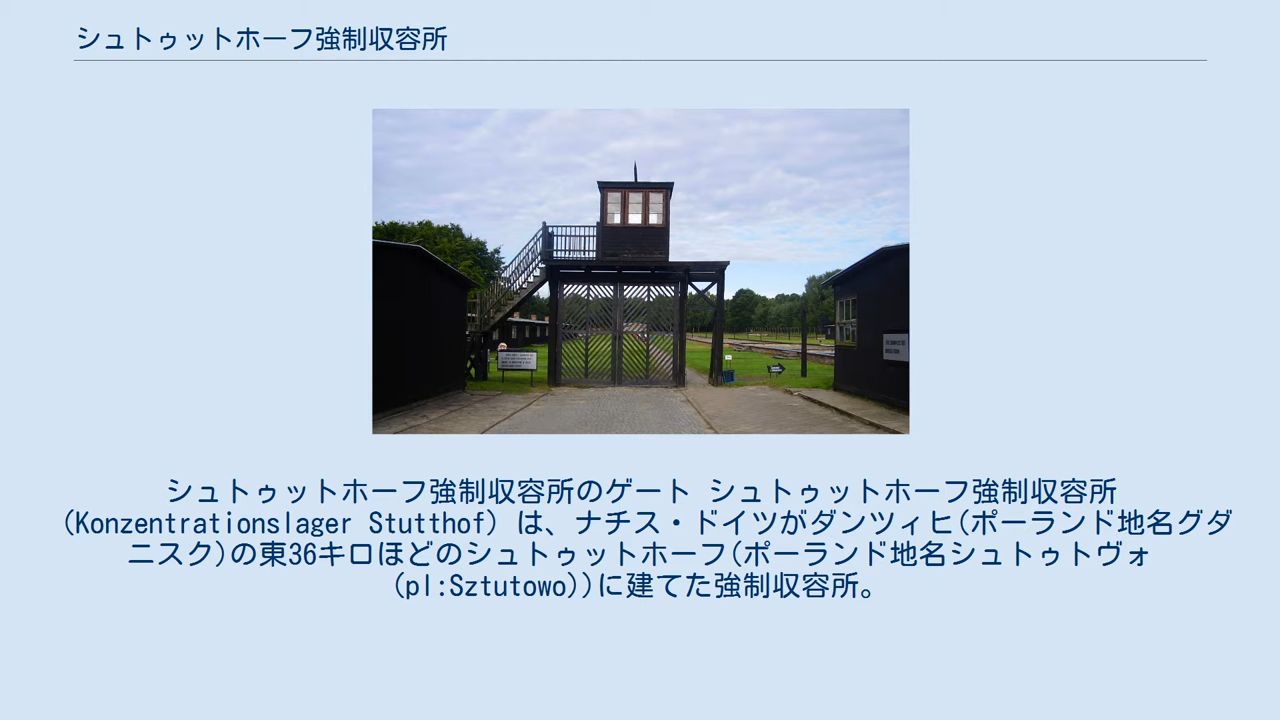 シュトゥットホーフ強制収容所
シュトゥットホーフ強制収容所のゲート シュトゥットホーフ強制収容所
(Konzentrationslager Stutthof) は、ナチス・ドイツがダンツィヒ(ポーランド地名グダ
ニスク)の東36キロほどのシュトゥットホーフ(ポーランド地名シュトゥトヴォ
(pl:Sztutowo))に建てた強制収容所。